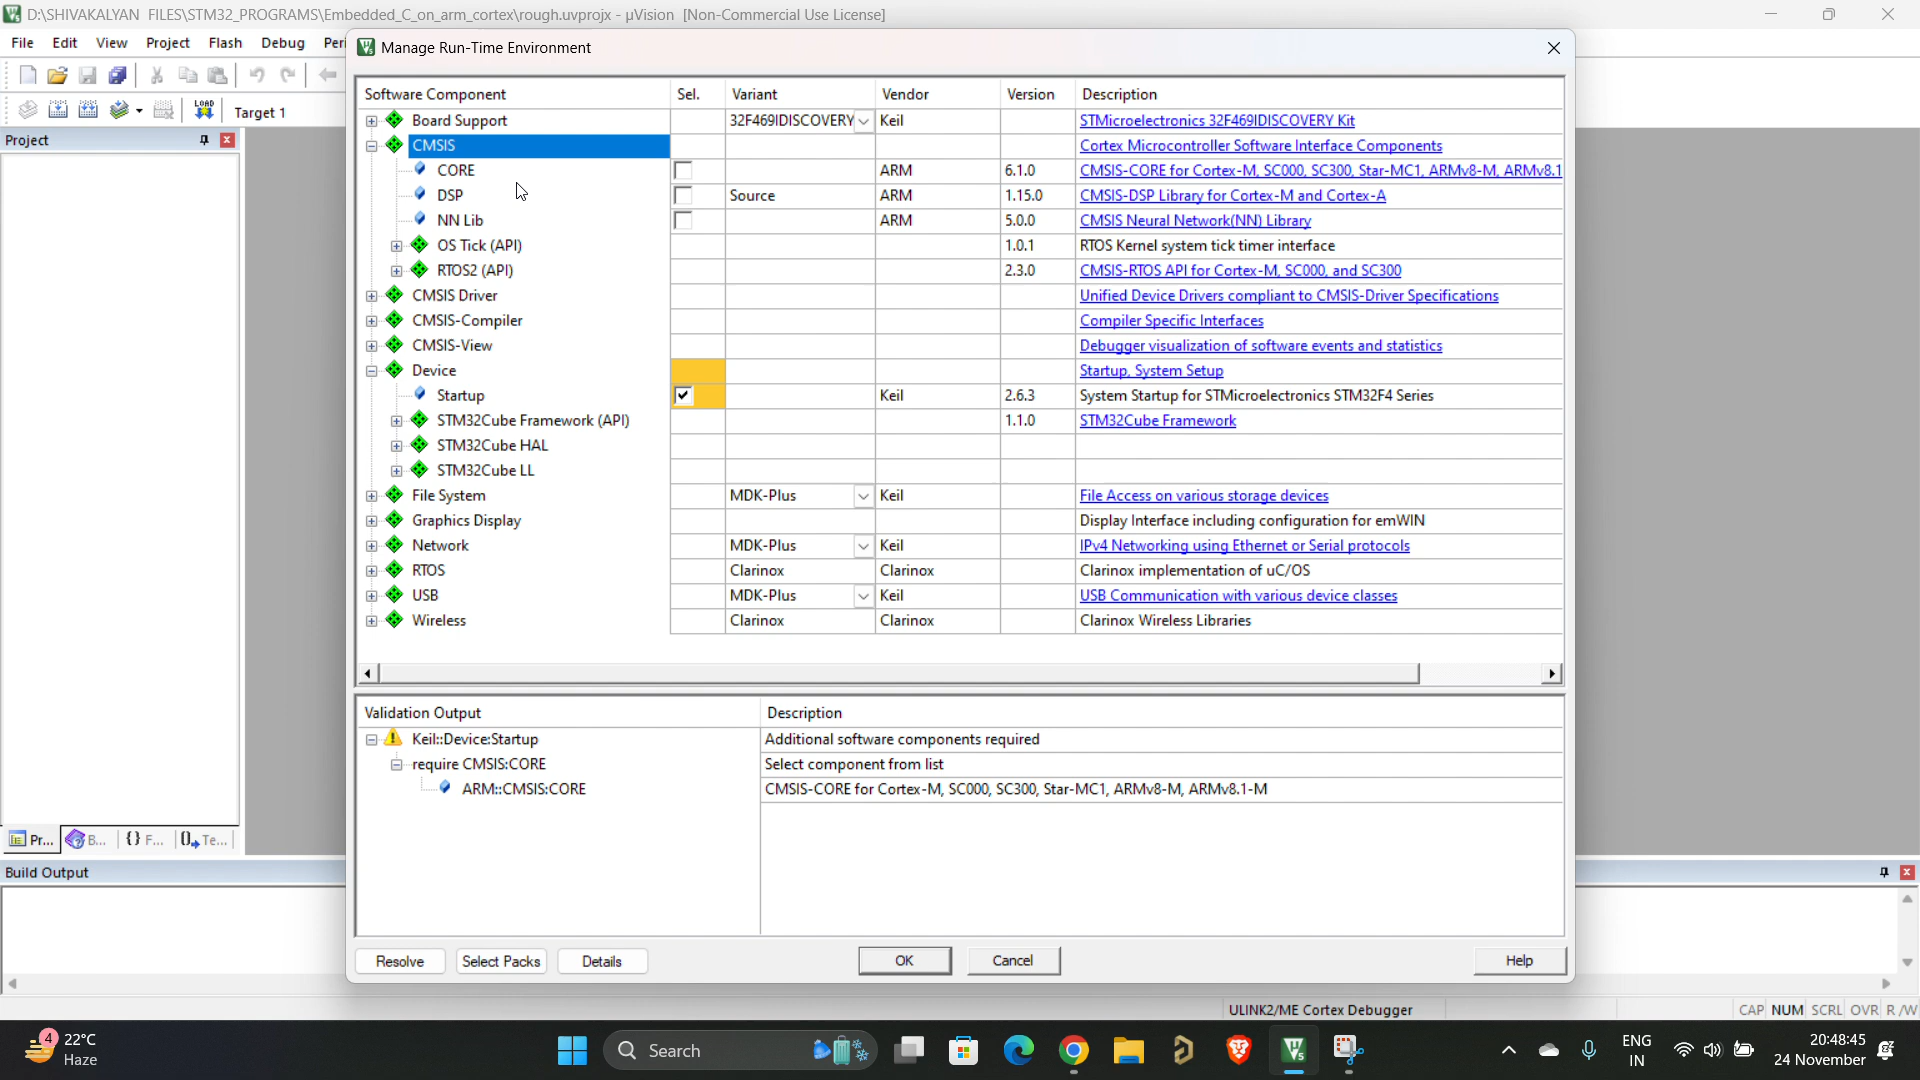 D:\SHIVAKALYAN FILES\STM32_PROGRAMS\Embedded_C_on_arm_cortex\rough.uvprojx - µVision [Non-Commercial Use License]
File Edit View Project Flash Debug Peri
Manage Run-Time Environment
LOAD Target 1
Project
Software Component Sel. Variant Vendor Version Description
Board Support 32F469IDISCOVERY Keil STMicroelectronics 32F469IDISCOVERY Kit
CMSIS Cortex Microcontroller Software Interface Components
CORE ARM 6.1.0 CMSIS-CORE for Cortex-M, SC000, SC300, Star-MC1, ARMv8-M, ARMv8.1
DSP Source ARM 1.15.0 CMSIS-DSP Library for Cortex-M and Cortex-A
NN Lib ARM 5.0.0 CMSIS Neural Network(NN) Library
OS Tick (API) 1.0.1 RTOS Kernel system tick timer interface
RTOS2 (API) 2.3.0 CMSIS-RTOS API for Cortex-M, SC000, and SC300
CMSIS Driver Unified Device Drivers compliant to CMSIS-Driver Specifications
CMSIS-Compiler Compiler Specific Interfaces
CMSIS-View Debugger visualization of software events and statistics
Device Startup, System Setup
Startup Keil 2.6.3 System Startup for STMicroelectronics STM32F4 Series
STM32Cube Framework (API) 1.1.0 STM32Cube Framework
STM32Cube HAL
STM32Cube LL
File System MDK-Plus Keil File Access on various storage devices
Graphics Display Display Interface including configuration for emWIN
Network MDK-Plus Keil IPv4 Networking using Ethernet or Serial protocols
RTOS Clarinox Clarinox Clarinox implementation of uC/OS
USB MDK-Plus Keil USB Communication with various device classes
Wireless Clarinox Clarinox Clarinox Wireless Libraries
Validation Output Description
Keil::Device:Startup Additional software components required
require CMSIS:CORE Select component from list
ARM::CMSIS:CORE CMSIS-CORE for Cortex-M, SC000, SC300, Star-MC1, ARMv8-M, ARMv8.1-M
Pr... B... {} F... Te...
Build Output
Resolve Select Packs Details OK Cancel Help
ULINK2/ME Cortex Debugger CAP NUM SCRL OVR R/W
4 22°C
Haze
Search
ENG
IN
20:48:45
24 November